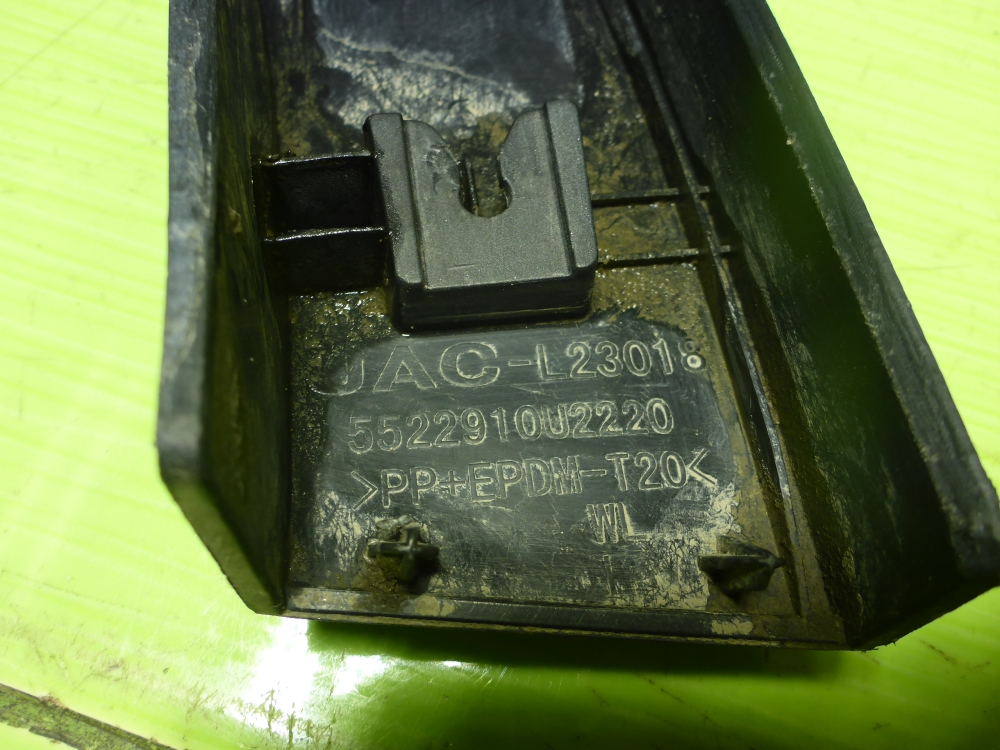 JAC-L23018
5522910U2220
>PP+EPDM-T20<
WL